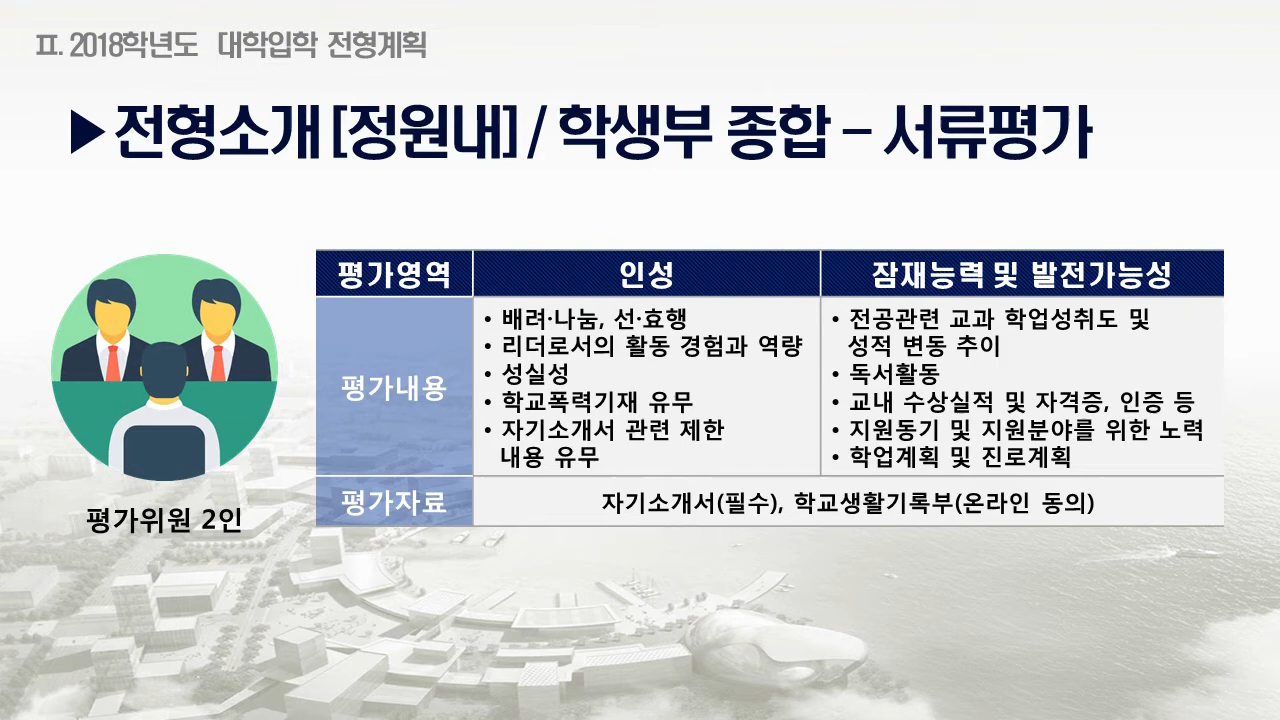 ㅍ. 2018학년도 대학입학 전형계획
▶전형소개 [정원내] / 학생부 종합 – 서류평가
평가영역
인성
잠재능력 및 발전가능성
평가내용
• 배려·나눔, 선·효행
• 리더로서의 활동 경험과 역량
• 성실성
• 학교폭력기재 유무
• 자기소개서 관련 제한
내용 유무
• 전공관련 교과 학업성취도 및
성적 변동 추이
• 독서활동
• 교내 수상실적 및 자격증, 인증 등
• 지원동기 및 지원분야를 위한 노력
• 학업계획 및 진로계획
평가자료
자기소개서(필수), 학교생활기록부(온라인 동의)
평가위원 2인